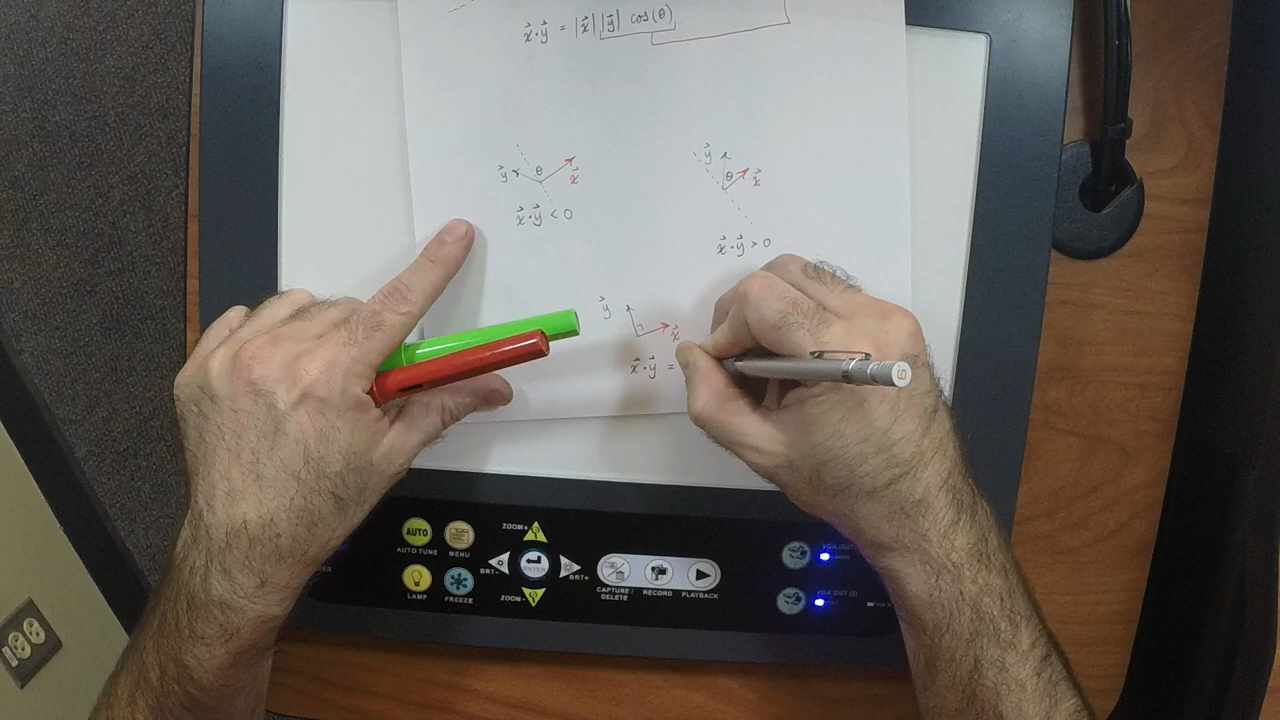 x⃗·y⃗ = |x⃗| |y⃗| cos(θ)
y⃗ θ x⃗
x⃗·y⃗ < 0
y⃗ θ x⃗
x⃗·y⃗ > 0
y⃗ x⃗
x⃗·y⃗ =
AUTO
AUTO TUNE
MENU
LAMP
FREEZE
ZOOM+
BRT-
ENTER
BRT+
ZOOM-
CAPTURE /
DELETE
RECORD
PLAYBACK